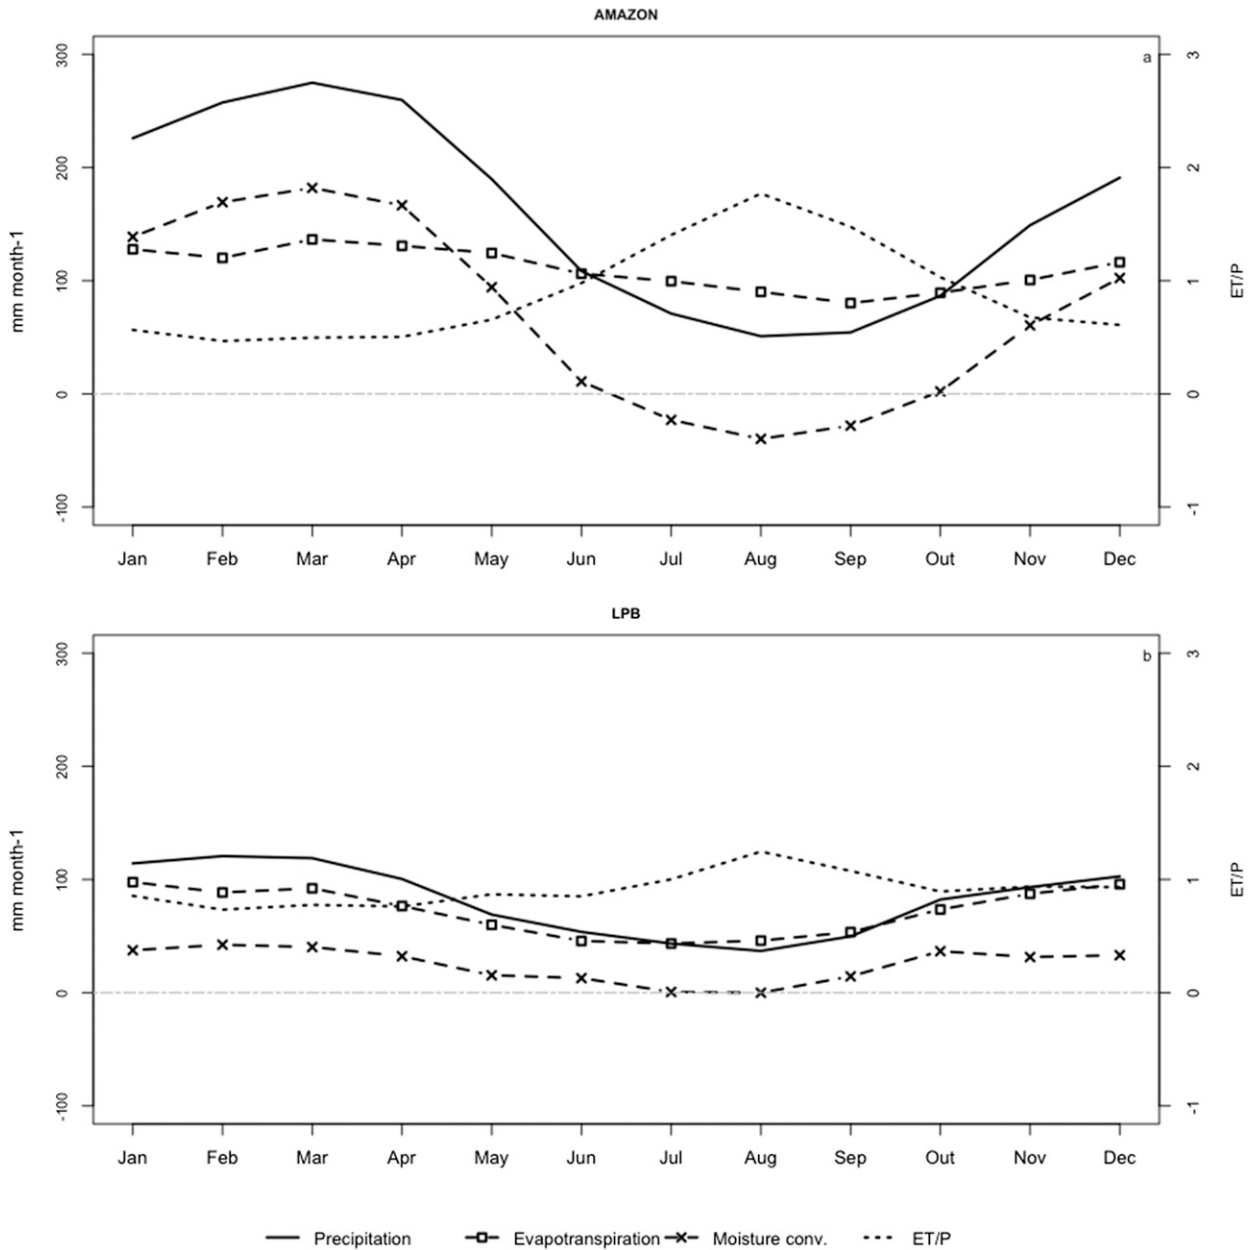 AMAZON
a
300
200
100
0
-100
mm month-1
3
2
1
0
-1
ET/P
Jan Feb Mar Apr May Jun Jul Aug Sep Out Nov Dec
LPB
b
300
200
100
0
-100
mm month-1
3
2
1
0
-1
ET/P
Jan Feb Mar Apr May Jun Jul Aug Sep Out Nov Dec
Precipitation Evapotranspiration Moisture conv. ET/P